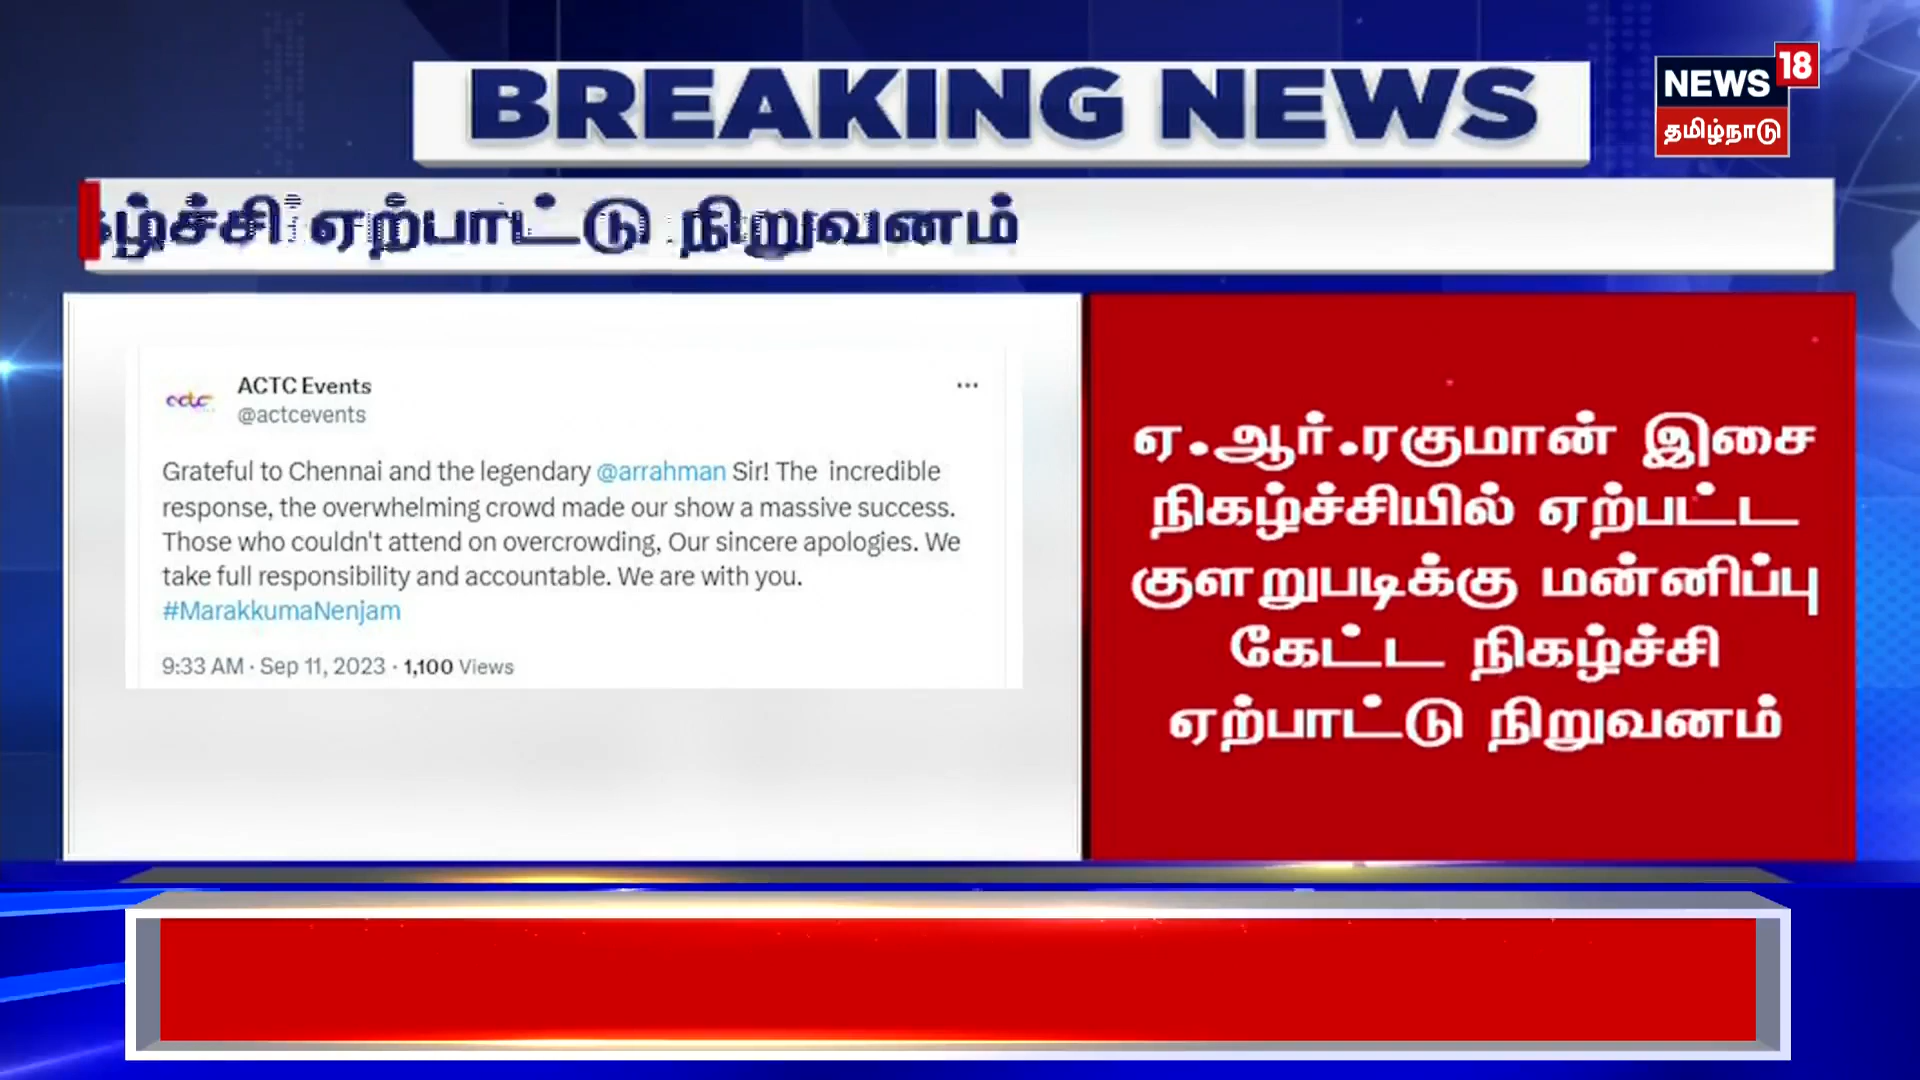 BREAKING NEWS
NEWS 18
தமிழ்நாடு
ழ்ச்சி ஏற்பாட்டு நிறுவனம்
actc
ACTC Events
@actcevents
Grateful to Chennai and the legendary @arrahman Sir! The incredible
response, the overwhelming crowd made our show a massive success.
Those who couldn't attend on overcrowding, Our sincere apologies. We
take full responsibility and accountable. We are with you.
#MarakkumaNenjam
9:33 AM · Sep 11, 2023 · 1,100 Views
ஏ.ஆர்.ரகுமான் இசை
நிகழ்ச்சியில் ஏற்பட்ட
குளறுபடிக்கு மன்னிப்பு
கேட்ட நிகழ்ச்சி
ஏற்பாட்டு நிறுவனம்